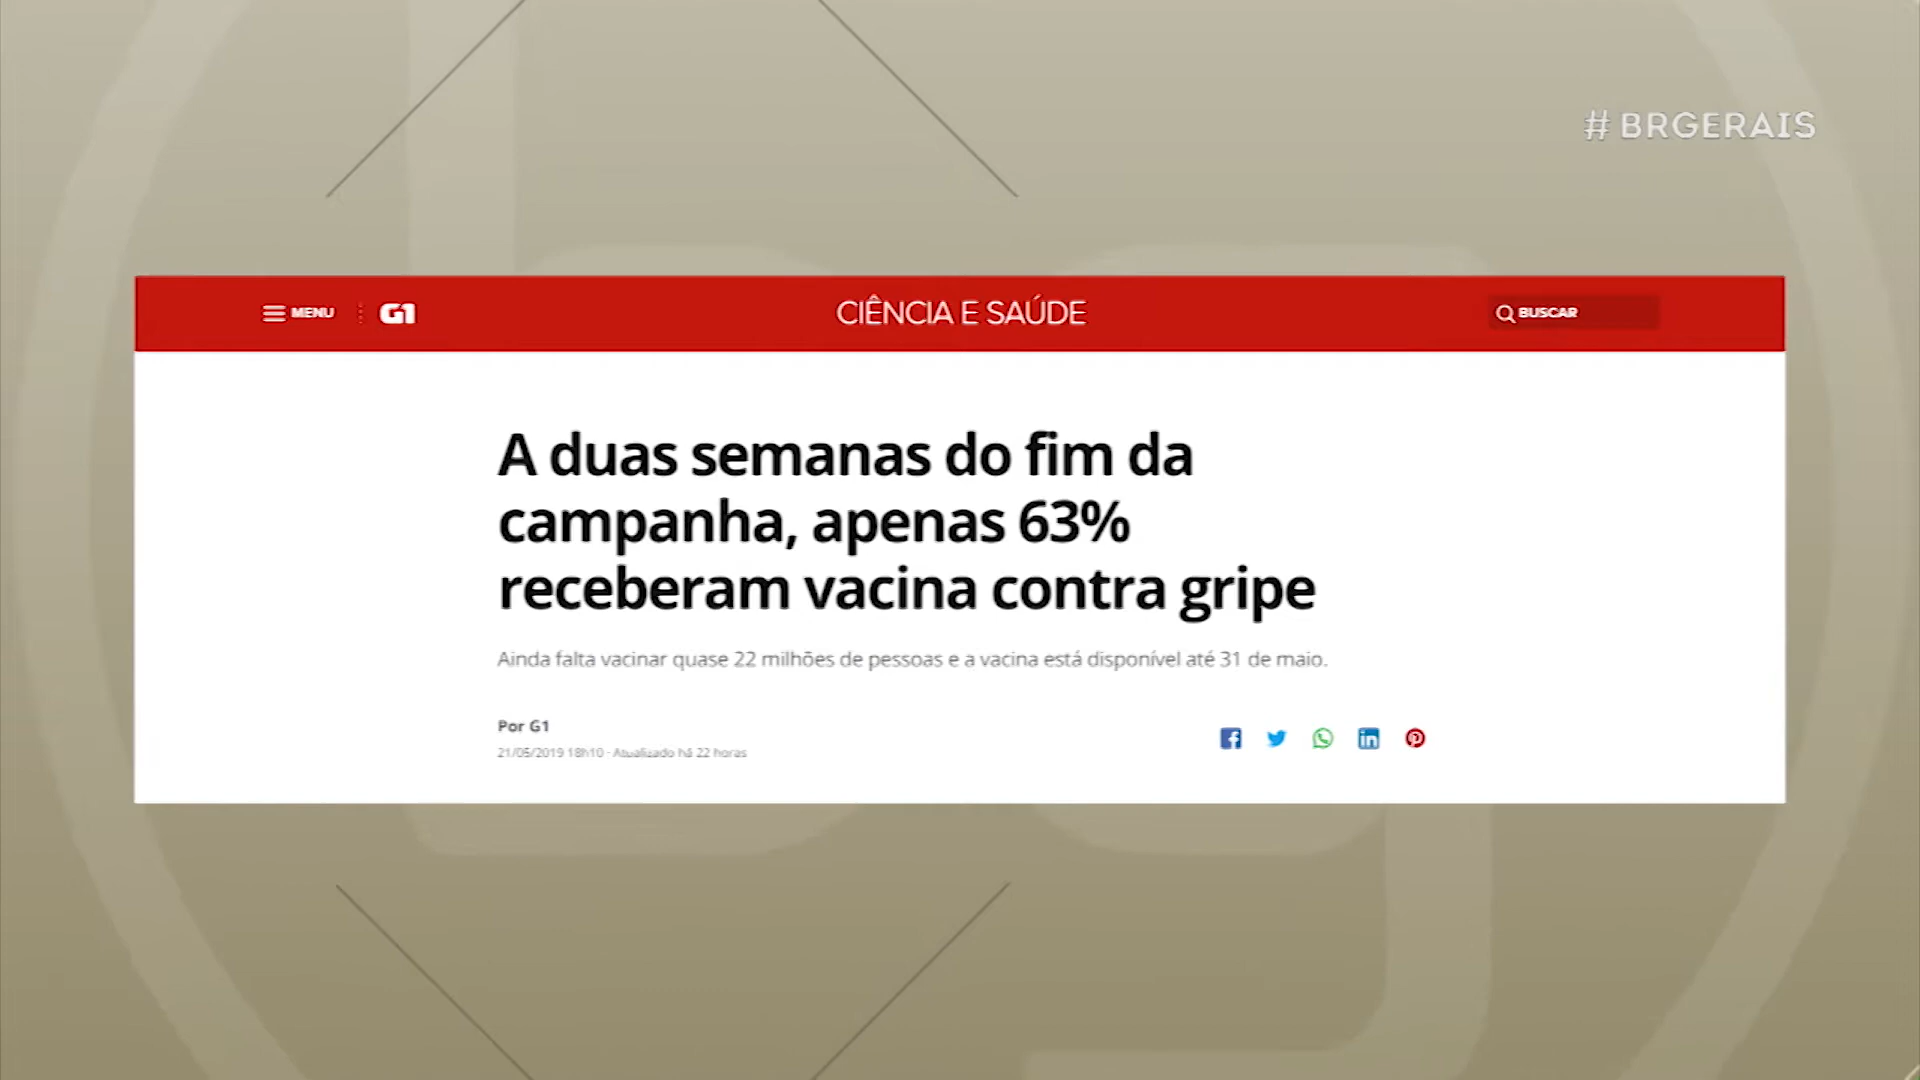 # BRGERAIS
MENU
G1
CIÊNCIA E SAÚDE
BUSCAR
A duas semanas do fim da
campanha, apenas 63%
receberam vacina contra gripe
Ainda falta vacinar quase 22 milhões de pessoas e a vacina está disponível até 31 de maio.
Por G1
21/05/2019 18h10 · Atualizado há 22 horas